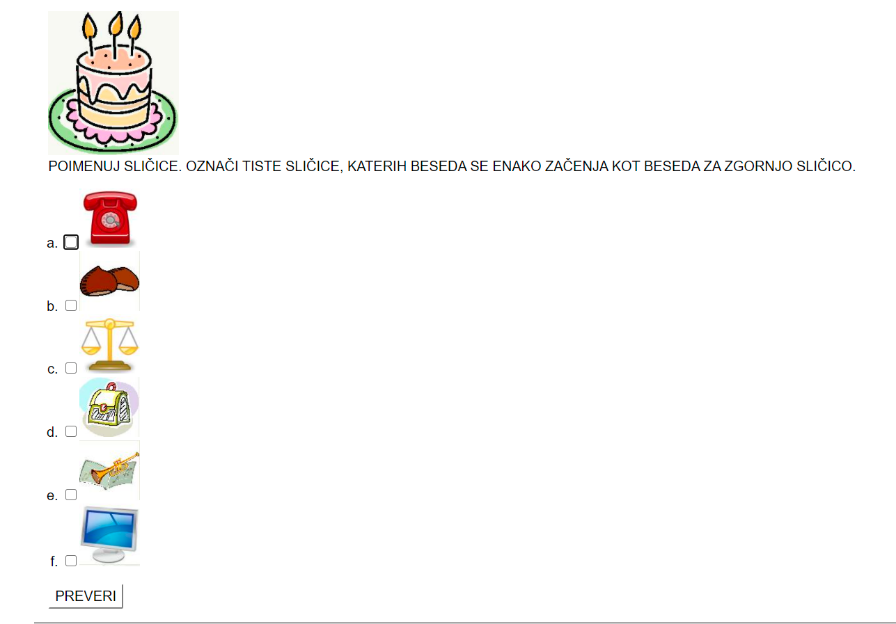 POIMENUJ SLIČICE. OZNAČI TISTE SLIČICE, KATERIH BESEDA SE ENAKO ZAČENJA KOT BESEDA ZA ZGORNJO SLIČICO.
a.
b.
c.
d.
e.
f.
PREVERI